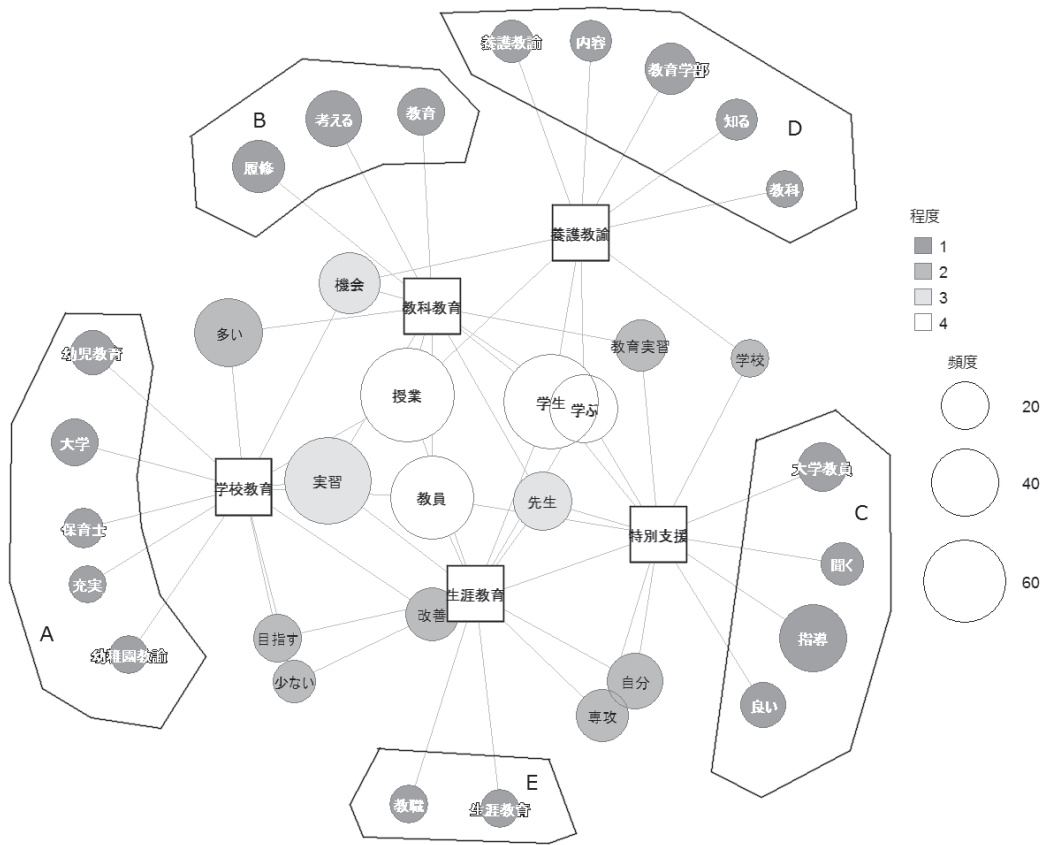 養護教諭
内容
教育学部
知る
D
教科
B
考える
教育
履修
養護教諭
機会
教科教育
多い
教育実習
学校
授業
学生
学ぶ
程度
1
2
3
4
頻度
20
40
60
幼児教育
大学
保育士
充実
幼稚園教諭
A
学校教育
実習
教員
先生
特別支援
大学教員
C
聞く
指導
良い
生涯教育
改善
目指す
少ない
自分
専攻
E
教職
生涯教育